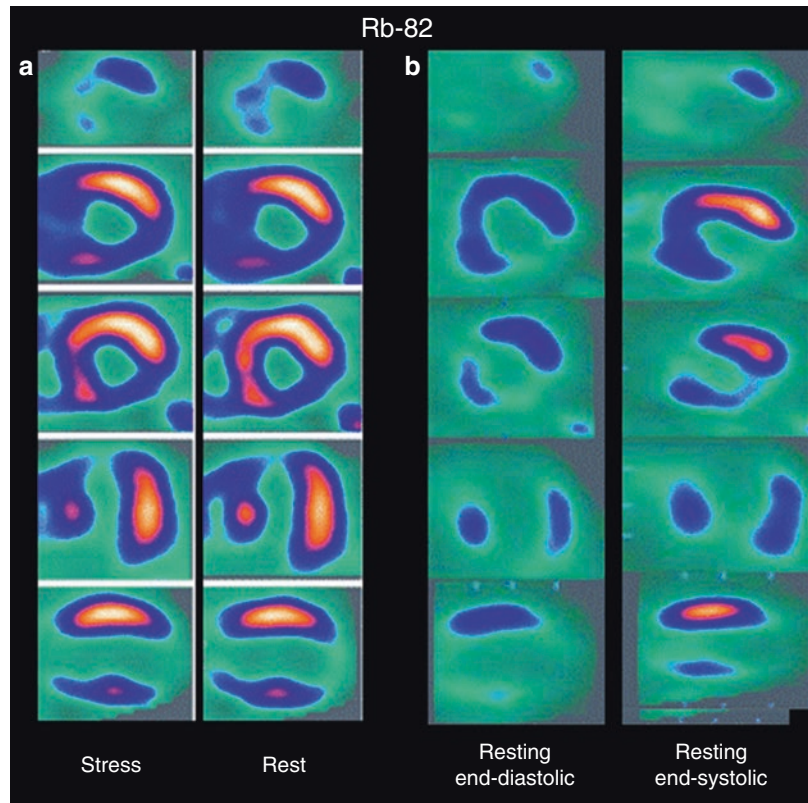 Rb-82
a
b
Stress
Rest
Resting
end-diastolic
Resting
end-systolic